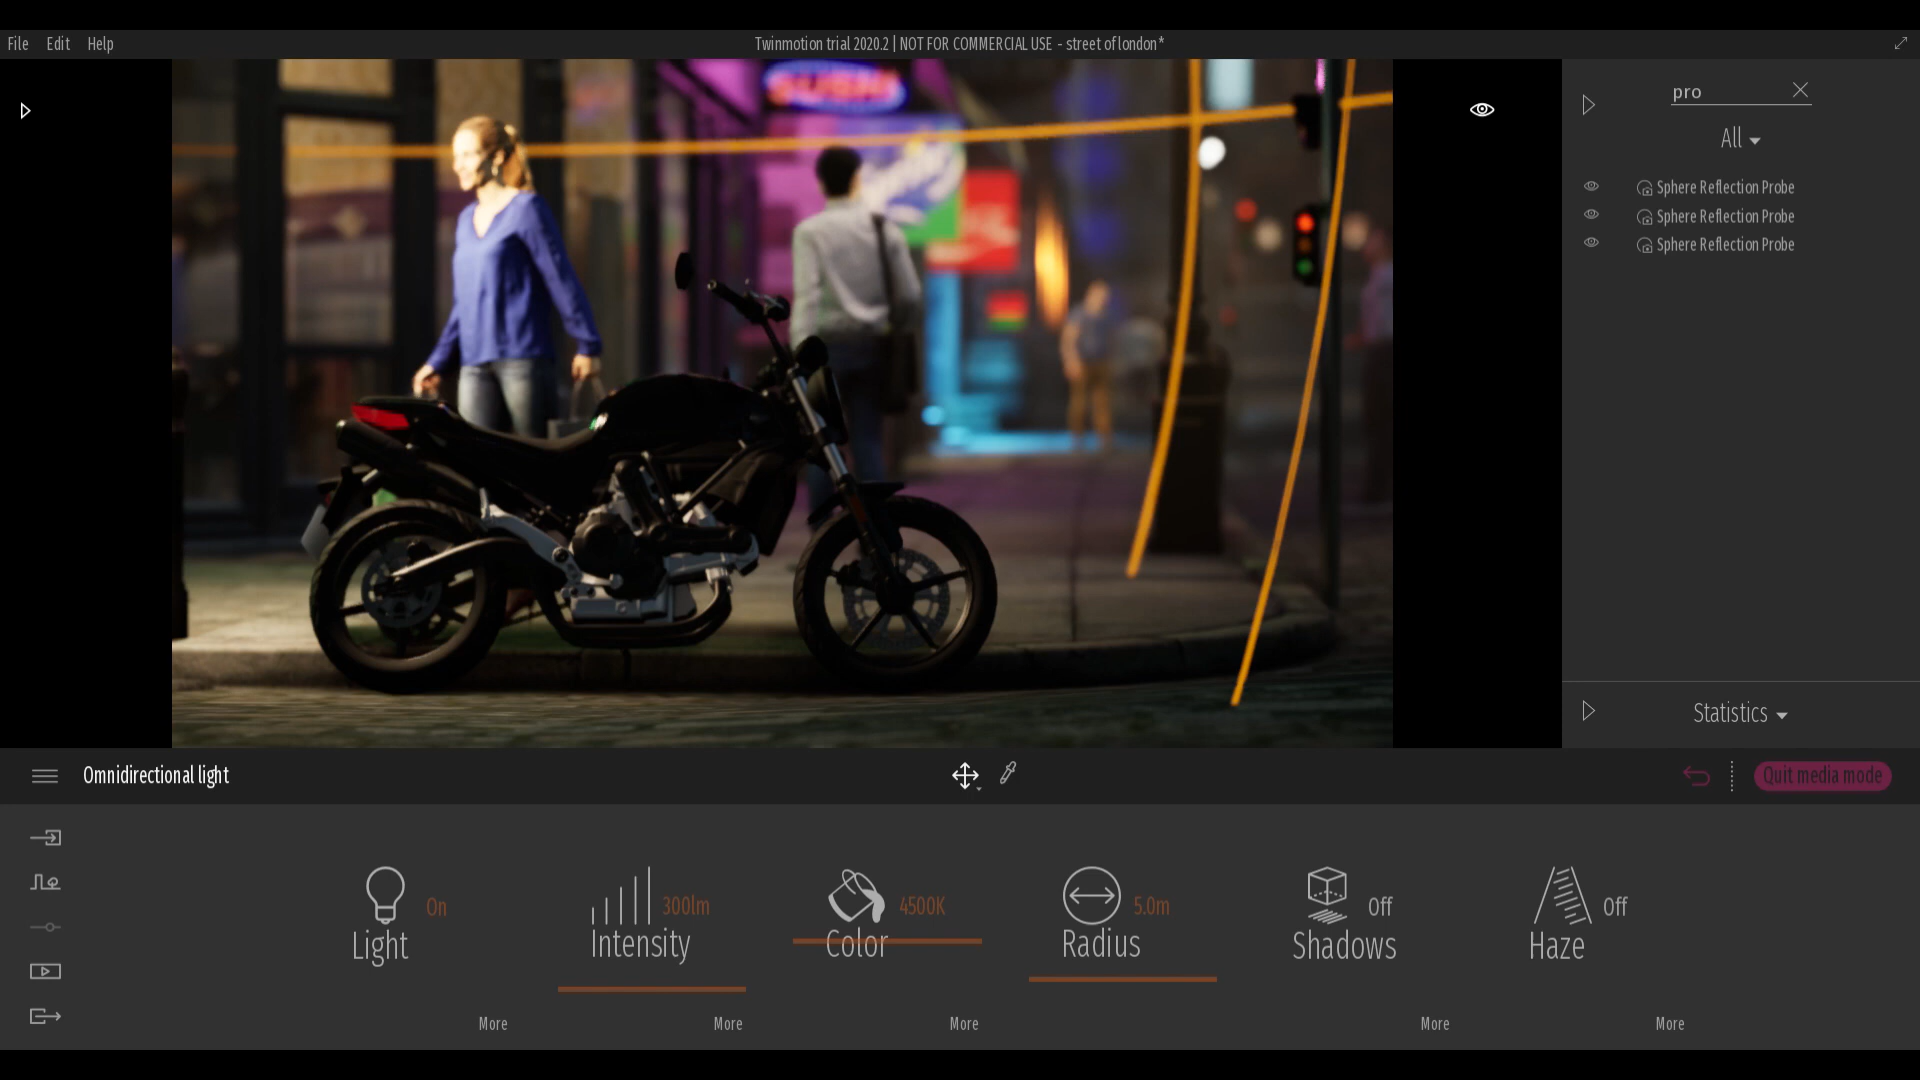 File Edit Help
Twinmotion trial 2020.2 | NOT FOR COMMERCIAL USE - street of london*
SUSHI
pro
All
Sphere Reflection Probe
Sphere Reflection Probe
Sphere Reflection Probe
Statistics
Omnidirectional light
Quit media mode
On
300lm
4500K
5.0m
Off
Off
Light
Intensity
Color
Radius
Shadows
Haze
More
More
More
More
More